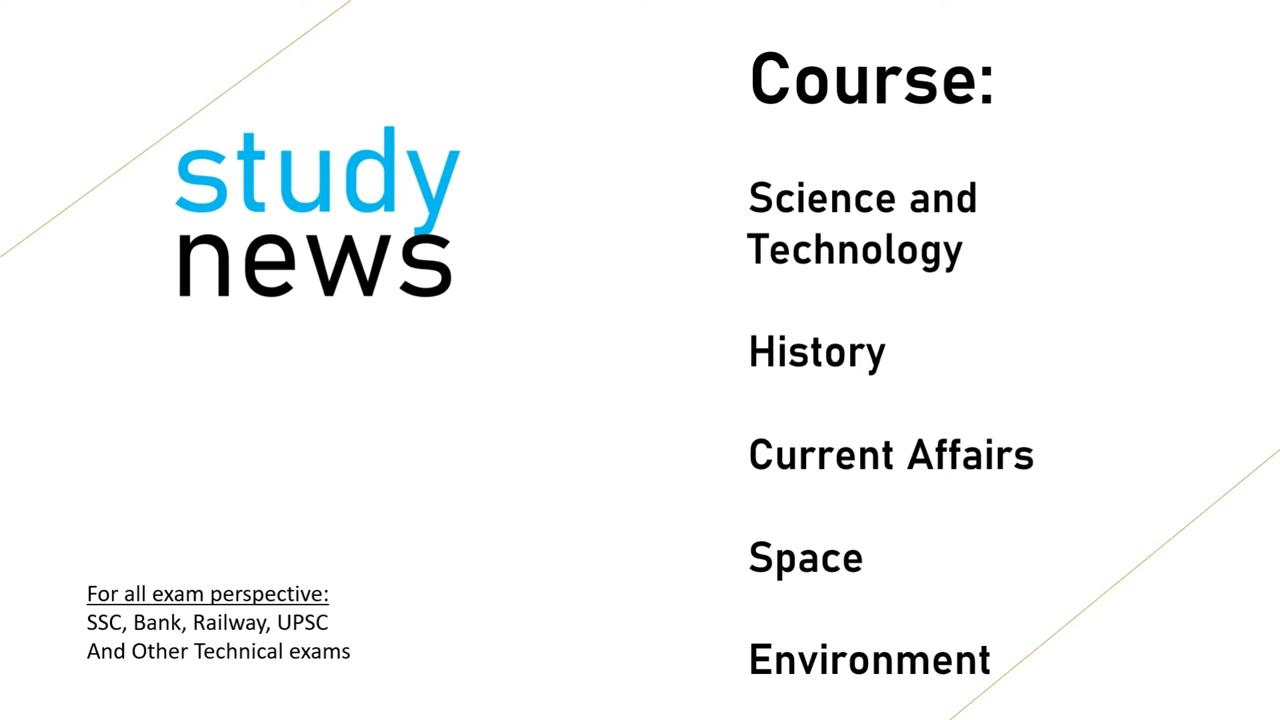 study
news
For all exam perspective:
SSC, Bank, Railway, UPSC
And Other Technical exams
Course:
Science and
Technology
History
Current Affairs
Space
Environment